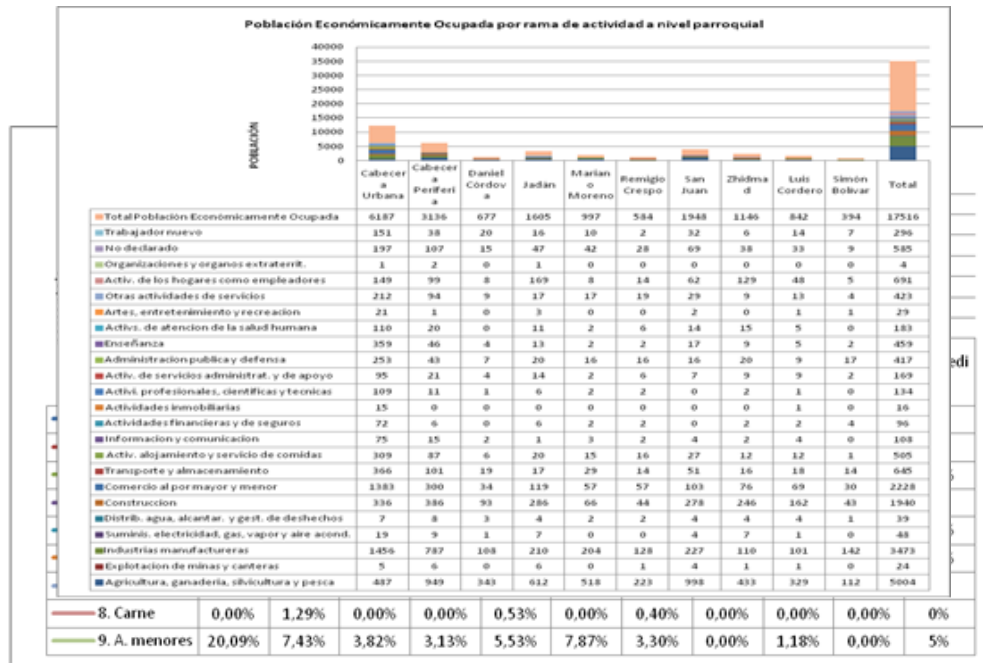 Población Económicamente Ocupada por rama de actividad a nivel parroquial
40000
35000
30000
25000
20000
15000
10000
5000
0
POBLACIÓN
Cabecera Urbana Cabecera Periferia Daniel Córdova Jadán Mariano Moreno Remigio Crespo San Juan Zhidmad Luis Cordero Simón Bolívar Total
Total Población Económicamente Ocupada 6187 3136 677 1605 997 584 1948 1146 842 394 17516
Trabajador nuevo 151 38 20 16 10 2 32 6 14 7 296
No declarado 197 107 15 47 42 28 69 38 33 9 585
Organizaciones y organos extraterrit. 1 2 0 1 0 0 0 0 0 0 4
Activ. de los hogares como empleadores 149 99 8 169 8 14 62 129 48 5 691
Otras actividades de servicios 212 94 9 17 17 19 29 9 13 4 423
Artes, entretenimiento y recreacion 21 1 0 3 0 0 2 0 1 1 29
Activs. de atencion de la salud humana 110 20 0 11 2 6 14 15 5 0 183
Enseñanza 359 46 4 13 2 2 17 9 5 2 459
Administracion publica y defensa 253 43 7 20 16 16 16 20 9 17 417
Activ. de servicios administrat. y de apoyo 95 21 4 14 2 6 7 9 9 2 169
Activi. profesionales, cientificas y tecnicas 109 11 1 6 2 2 0 2 1 0 134
Actividades inmobiliarias 15 0 0 0 0 0 0 0 1 0 16
Actividades financieras y de seguros 72 6 0 6 2 2 0 2 2 4 96
Informacion y comunicacion 75 15 2 1 3 2 4 2 4 0 108
Activ. alojamiento y servicio de comidas 309 87 6 20 15 16 27 12 12 1 505
Transporte y almacenamiento 366 101 19 17 29 14 51 16 18 14 645
Comercio al por mayor y menor 1383 300 34 119 57 57 103 76 69 30 2228
Construccion 336 386 93 286 66 44 278 246 162 43 1940
Distrib. agua, alcantar. y gest. de deshechos 7 8 3 4 2 2 4 4 4 1 39
Suminis. electricidad, gas, vapor y aire acond. 19 9 1 7 0 0 4 7 1 0 48
Industrias manufactureras 1456 787 108 210 204 128 227 110 101 142 3473
Explotacion de minas y canteras 5 6 0 6 0 1 4 1 1 0 24
Agricultura, ganaderia, silvicultura y pesca 487 949 343 612 518 223 998 433 329 112 5004
edi
8. Carne 0,00% 1,29% 0,00% 0,00% 0,53% 0,00% 0,40% 0,00% 0,00% 0,00% 0%
9. A. menores 20,09% 7,43% 3,82% 3,13% 5,53% 7,87% 3,30% 0,00% 1,18% 0,00% 5%